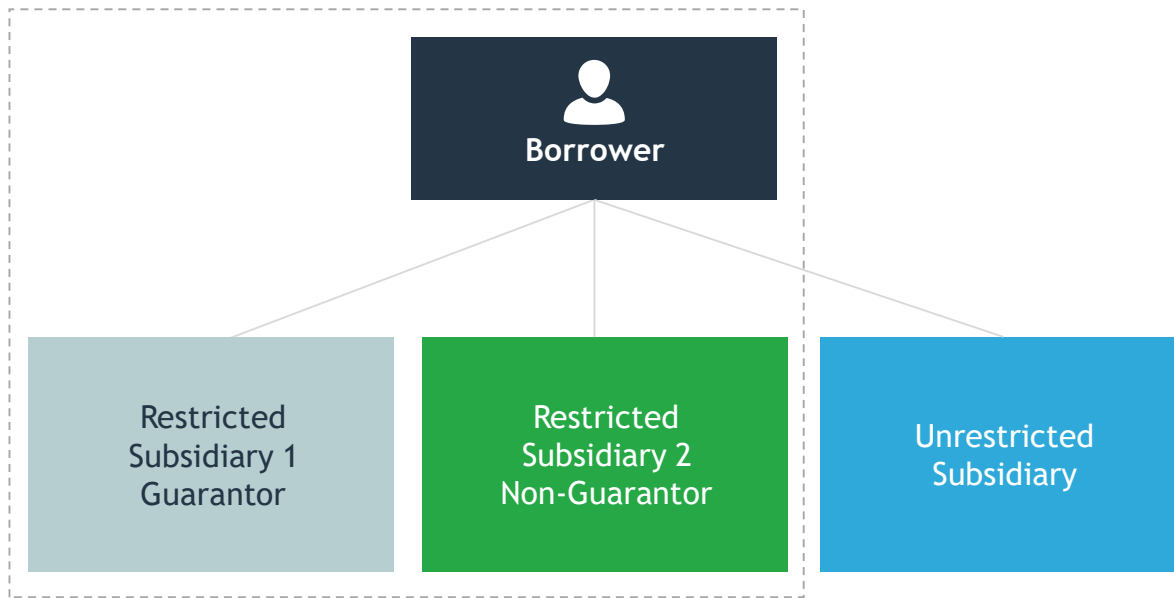 Borrower
Restricted
Subsidiary 1
Guarantor
Restricted
Subsidiary 2
Non-Guarantor
Unrestricted
Subsidiary